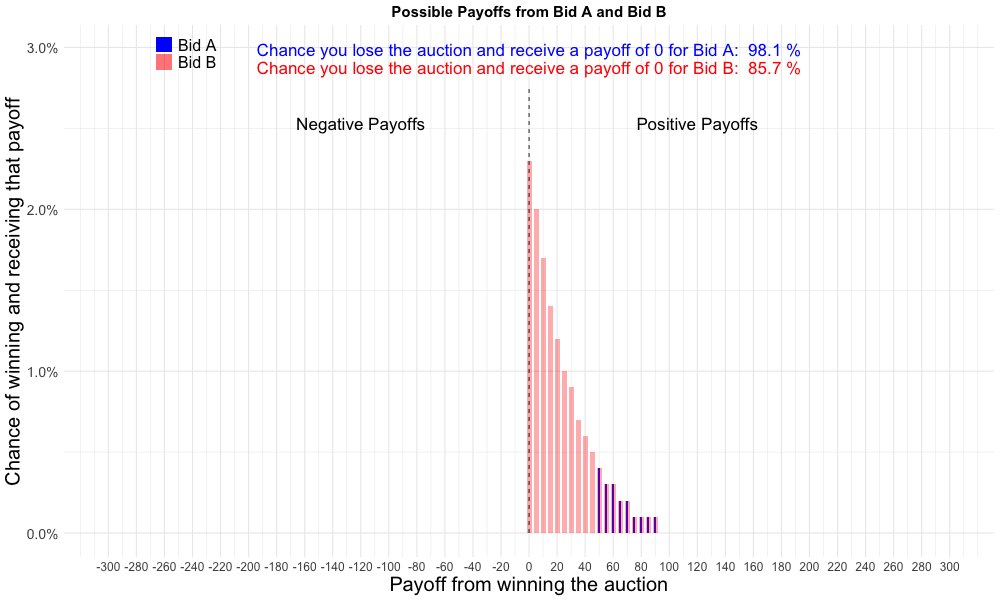 Possible Payoffs from Bid A and Bid B
Bid A
Bid B
Chance you lose the auction and receive a payoff of 0 for Bid A:  98.1 %
Chance you lose the auction and receive a payoff of 0 for Bid B:  85.7 %
Negative Payoffs
Positive Payoffs
Chance of winning and receiving that payoff
3.0%
2.0%
1.0%
0.0%
-300 -280 -260 -240 -220 -200 -180 -160 -140 -120 -100 -80 -60 -40 -20 0 20 40 60 80 100 120 140 160 180 200 220 240 260 280 300
Payoff from winning the auction